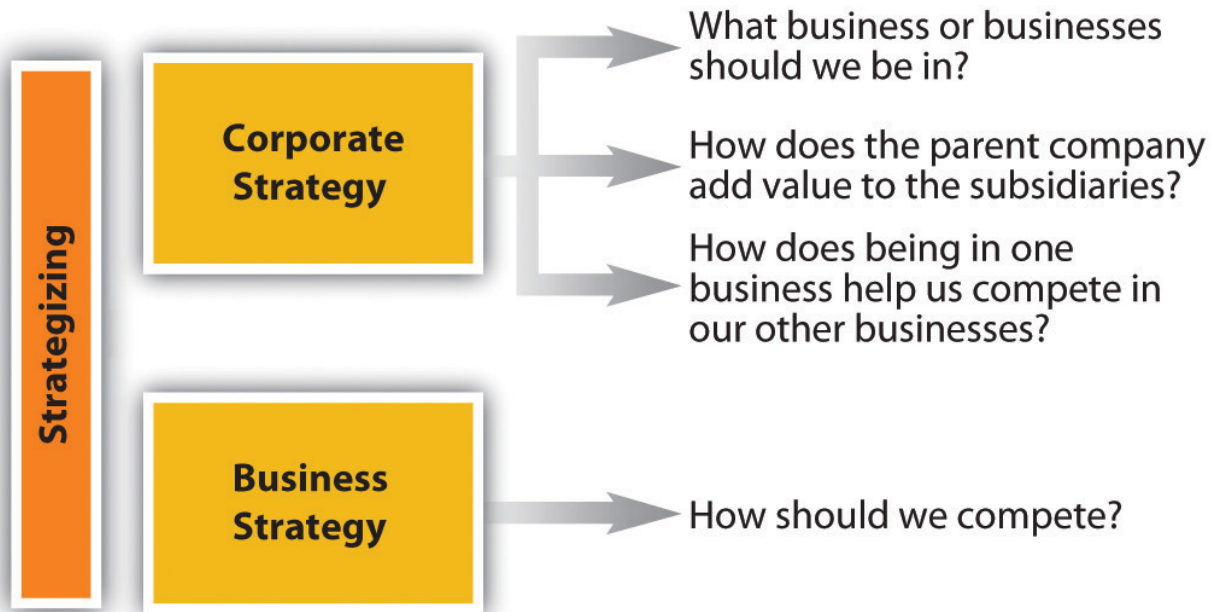 Strategizing
Corporate
Strategy
What business or businesses
should we be in?
How does the parent company
add value to the subsidiaries?
How does being in one
business help us compete in
our other businesses?
Business
Strategy
How should we compete?